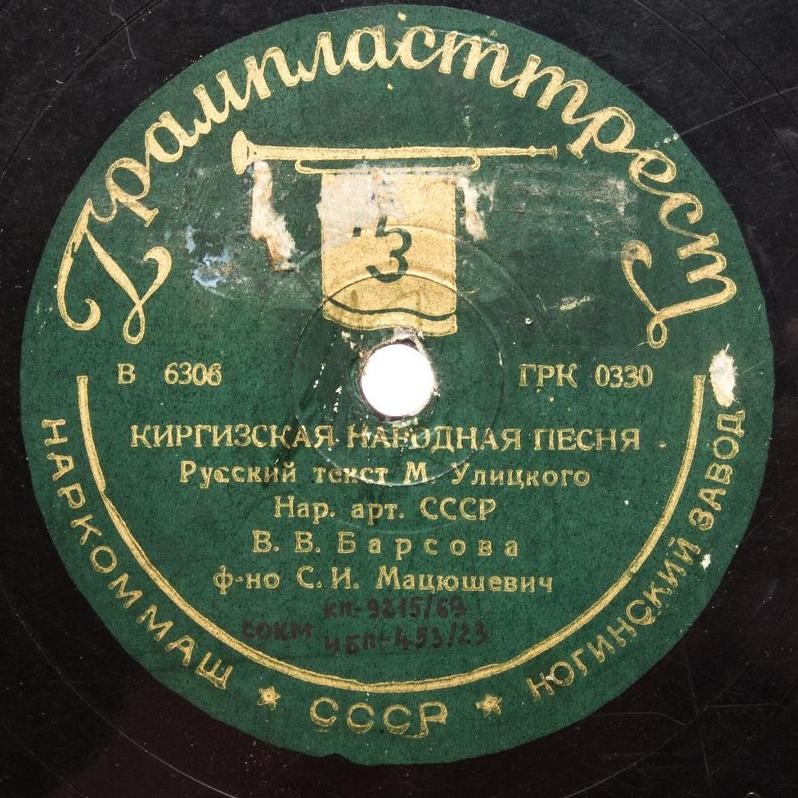 Грампласттрест
3
В 6306
ГРК 0330
КИРГИЗСКАЯ НАРОДНАЯ ПЕСНЯ
Русский текст М. Улицкого
Нар. арт. СССР
В. В. Барсова
ф-но С. И. Мацюшевич
КП-9215/69
СОКМ НБП-453/23
НАРКОММАШ ★ СССР ★ НОГИНСКИЙ ЗАВОД